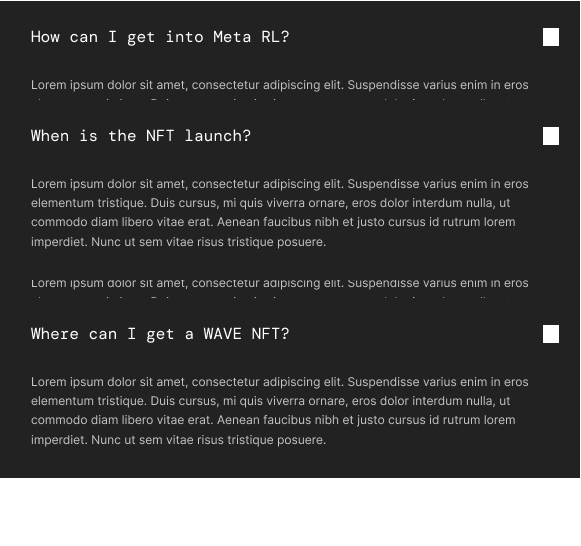 How can I get into Meta RL?
Lorem ipsum dolor sit amet, consectetur adipiscing elit. Suspendisse varius enim in eros
When is the NFT launch?
Lorem ipsum dolor sit amet, consectetur adipiscing elit. Suspendisse varius enim in eros
elementum tristique. Duis cursus, mi quis viverra ornare, eros dolor interdum nulla, ut
commodo diam libero vitae erat. Aenean faucibus nibh et justo cursus id rutrum lorem
imperdiet. Nunc ut sem vitae risus tristique posuere.
Lorem ipsum dolor sit amet, consectetur adipiscing elit. Suspendisse varius enim in eros
Where can I get a WAVE NFT?
Lorem ipsum dolor sit amet, consectetur adipiscing elit. Suspendisse varius enim in eros
elementum tristique. Duis cursus, mi quis viverra ornare, eros dolor interdum nulla, ut
commodo diam libero vitae erat. Aenean faucibus nibh et justo cursus id rutrum lorem
imperdiet. Nunc ut sem vitae risus tristique posuere.